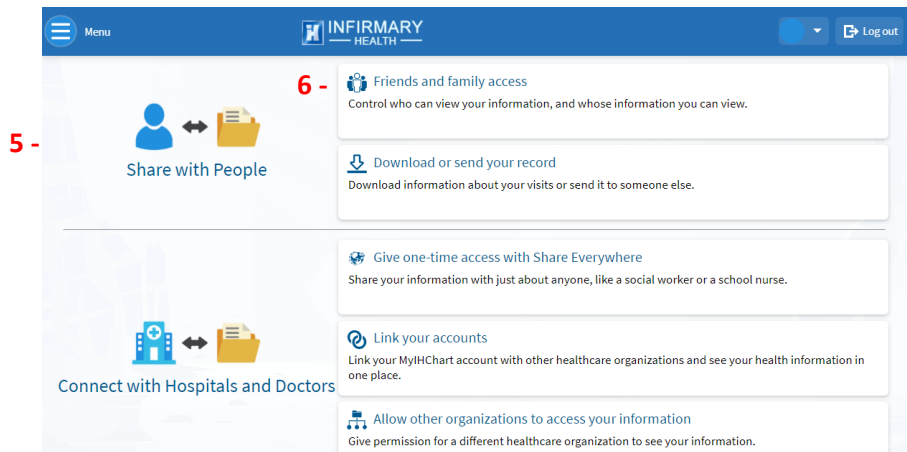 Menu
INFIRMARY
HEALTH
Log out
6 -
Friends and family access
Control who can view your information, and whose information you can view.
5 -
Share with People
Download or send your record
Download information about your visits or send it to someone else.
Give one-time access with Share Everywhere
Share your information with just about anyone, like a social worker or a school nurse.
Connect with Hospitals and Doctors
Link your accounts
Link your MyIHChart account with other healthcare organizations and see your health information in
one place.
Allow other organizations to access your information
Give permission for a different healthcare organization to see your information.